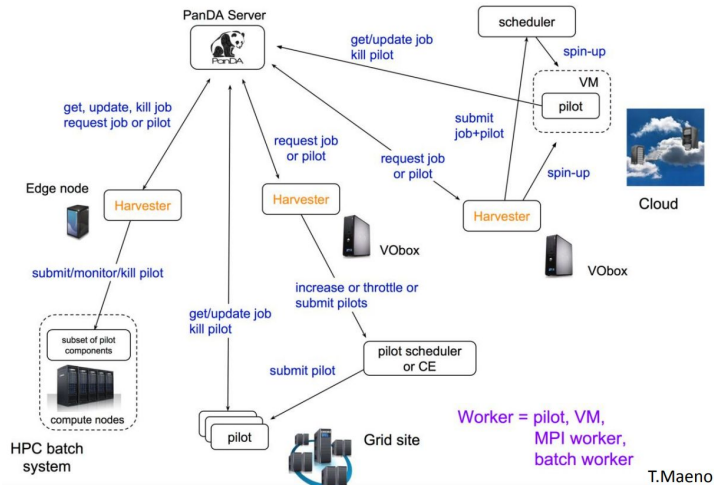 PanDA Server
PanDA
scheduler
get/update job
kill pilot
spin-up
VM
pilot
get, update, kill job
request job or pilot
submit
job+pilot
request job
or pilot
request job
or pilot
spin-up
Edge node
Harvester
Harvester
Harvester
Cloud
VObox
VObox
submit/monitor/kill pilot
increase or throttle or
submit pilots
get/update job
kill pilot
subset of pilot
components
pilot scheduler
or CE
submit pilot
compute nodes
pilot
Grid site
HPC batch
system
Worker = pilot, VM,
MPI worker,
batch worker
T.Maeno